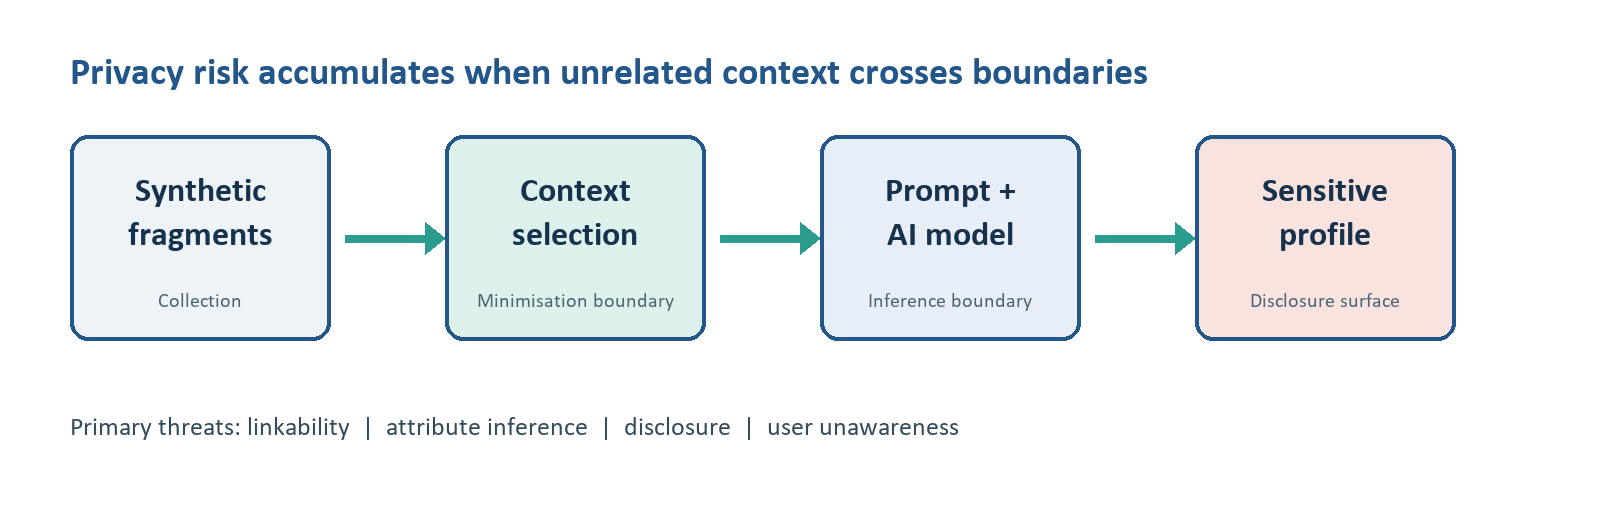 Privacy risk accumulates when unrelated context crosses boundaries
Synthetic
fragments
Collection
Context
selection
Minimisation boundary
Prompt +
AI model
Inference boundary
Sensitive
profile
Disclosure surface
Primary threats: linkability | attribute inference | disclosure | user unawareness